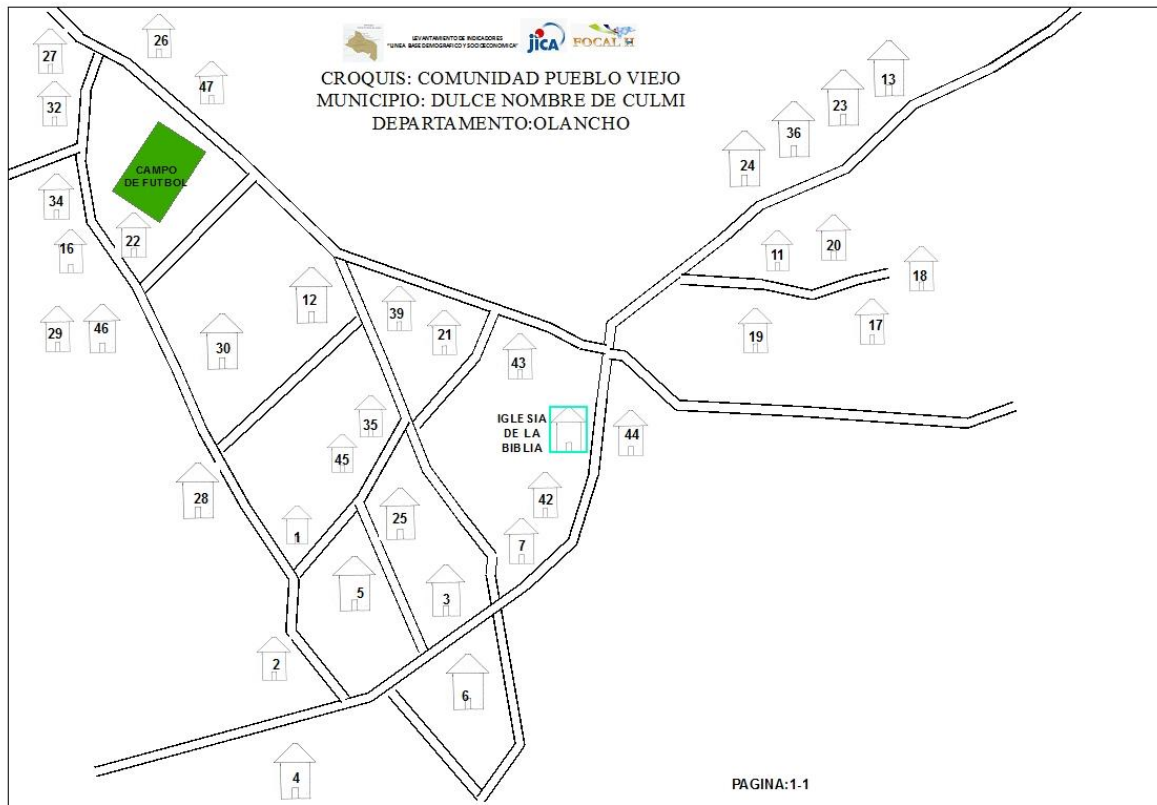 LEVANTAMIENTO DE INDICADORES
"LINEA BASE DEMOGRAFICO Y SOCIOECONOMICA"
jICA
FOCAL II
CROQUIS: COMUNIDAD PUEBLO VIEJO
MUNICIPIO: DULCE NOMBRE DE CULMI
DEPARTAMENTO:OLANCHO
26
27
47
32
13
23
36
24
CAMPO
DE FUTBOL
34
22
16
11
20
18
12
39
29
46
30
21
43
19
17
35
45
IGLESIA
DE LA
BIBLIA
44
28
42
25
1
7
5
3
2
6
4
PAGINA:1-1